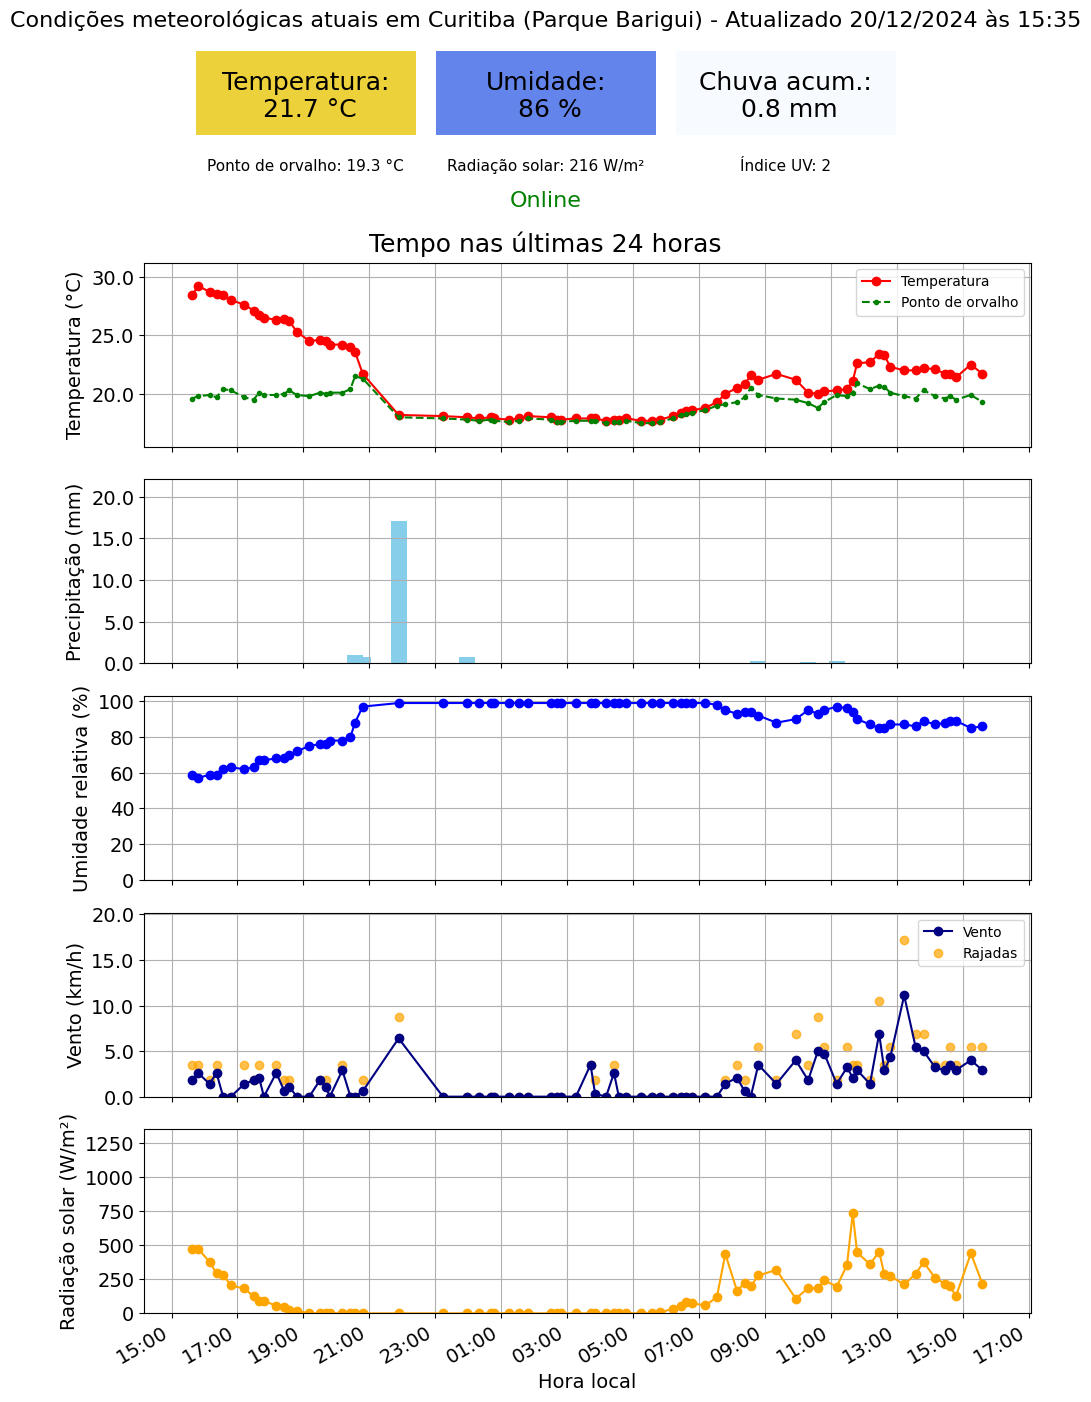 Condições meteorológicas atuais em Curitiba (Parque Barigui) - Atualizado 20/12/2024 às 15:35
Temperatura:
21.7 °C
Umidade:
86 %
Chuva acum.:
0.8 mm
Ponto de orvalho: 19.3 °C
Radiação solar: 216 W/m²
Índice UV: 2
Online
Tempo nas últimas 24 horas
Temperatura (°C)
30.0
25.0
20.0
Temperatura
Ponto de orvalho
Precipitação (mm)
20.0
15.0
10.0
5.0
0.0
Umidade relativa (%)
100
80
60
40
20
0
Vento (km/h)
20.0
15.0
10.0
5.0
0.0
Vento
Rajadas
Radiação solar (W/m²)
1250
1000
750
500
250
0
15:00
17:00
19:00
21:00
23:00
01:00
03:00
05:00
07:00
09:00
11:00
13:00
15:00
17:00
Hora local